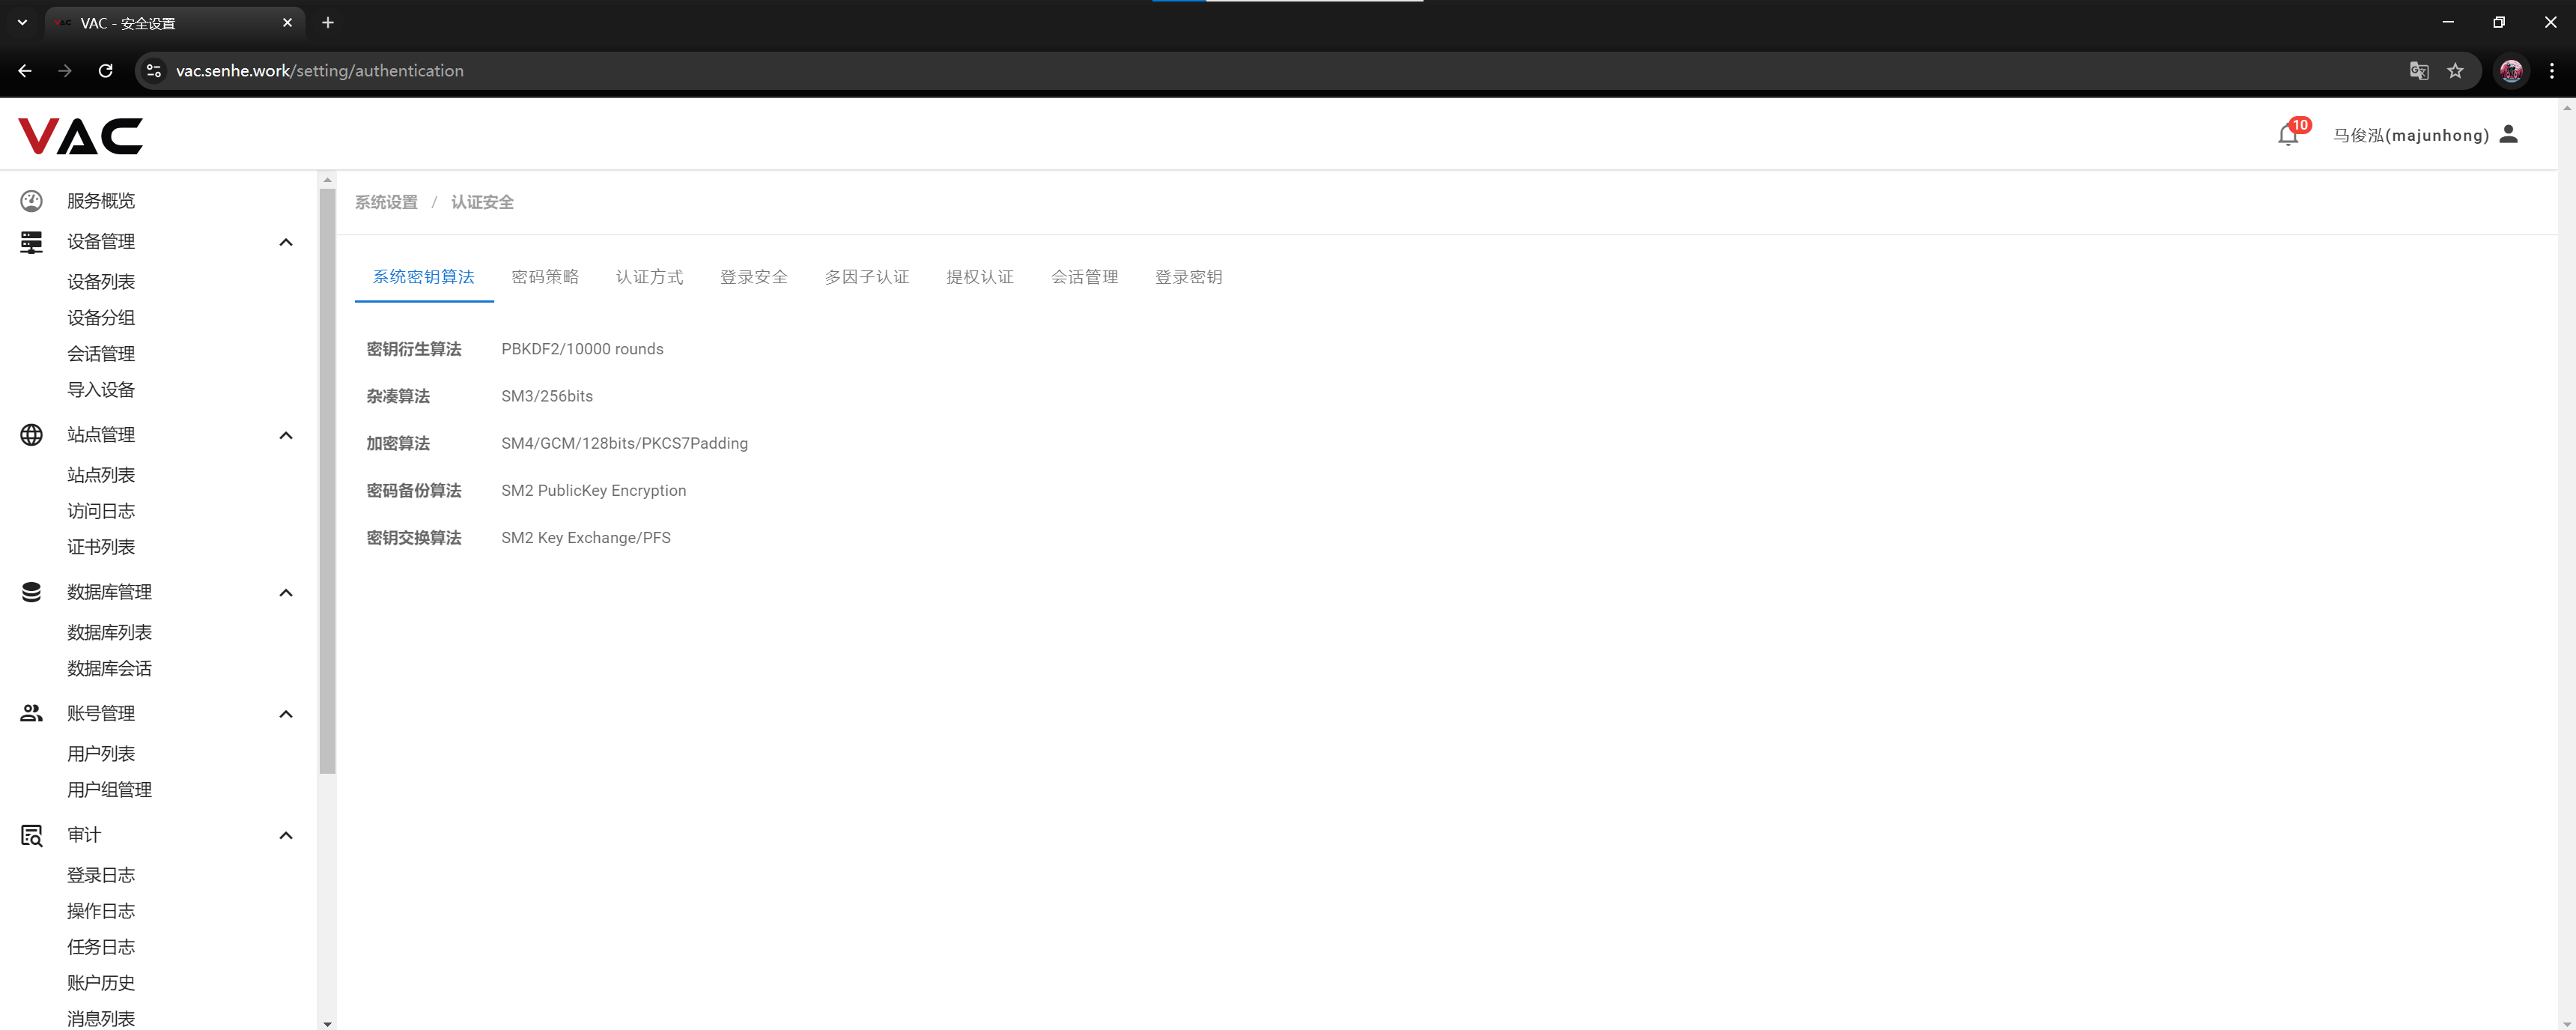 VAC - 安全设置
vac.senhe.work/setting/authentication
VAC
10
马俊泓(majunhong)
服务概览
设备管理
设备列表
设备分组
会话管理
导入设备
站点管理
站点列表
访问日志
证书列表
数据库管理
数据库列表
数据库会话
账号管理
用户列表
用户组管理
审计
登录日志
操作日志
任务日志
账户历史
消息列表
系统设置 / 认证安全
系统密钥算法 密码策略 认证方式 登录安全 多因子认证 提权认证 会话管理 登录密钥
密钥衍生算法 PBKDF2/10000 rounds
杂凑算法 SM3/256bits
加密算法 SM4/GCM/128bits/PKCS7Padding
密码备份算法 SM2 PublicKey Encryption
密钥交换算法 SM2 Key Exchange/PFS